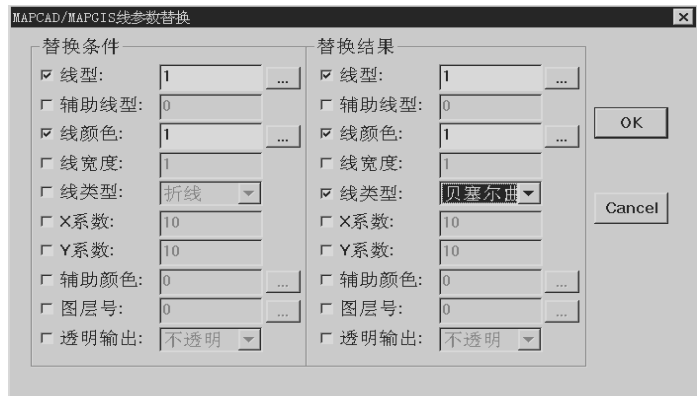 MAPCAD/MAPGIS线参数替换
替换条件 替换结果
线型: 1 ... 线型: 1 ...
辅助线型: 0 辅助线型: 0
线颜色: 1 ... 线颜色: 1 ...
OK
线宽度: 1 线宽度: 1
线类型: 折线 线类型: 贝塞尔曲
Cancel
X系数: 10 X系数: 10
Y系数: 10 Y系数: 10
辅助颜色: 0 ... 辅助颜色: 0 ...
图层号: 0 ... 图层号: 0 ...
透明输出: 不透明 透明输出: 不透明